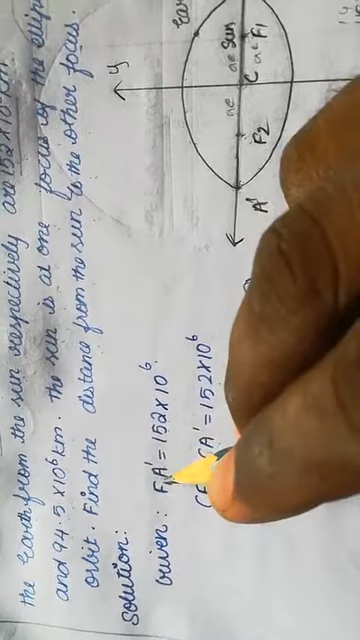 the earth from the sun respectively are 152×10⁶ km
and 94.5×10⁶ km. the sun is at one focus of the
orbit. Find the distance from the sun to the other focus.
Solution:
Given: F₁A' = 152×10⁶
CA' = 152×10⁶
y
ae
ae
Sun
C
F₂
F₁
A'